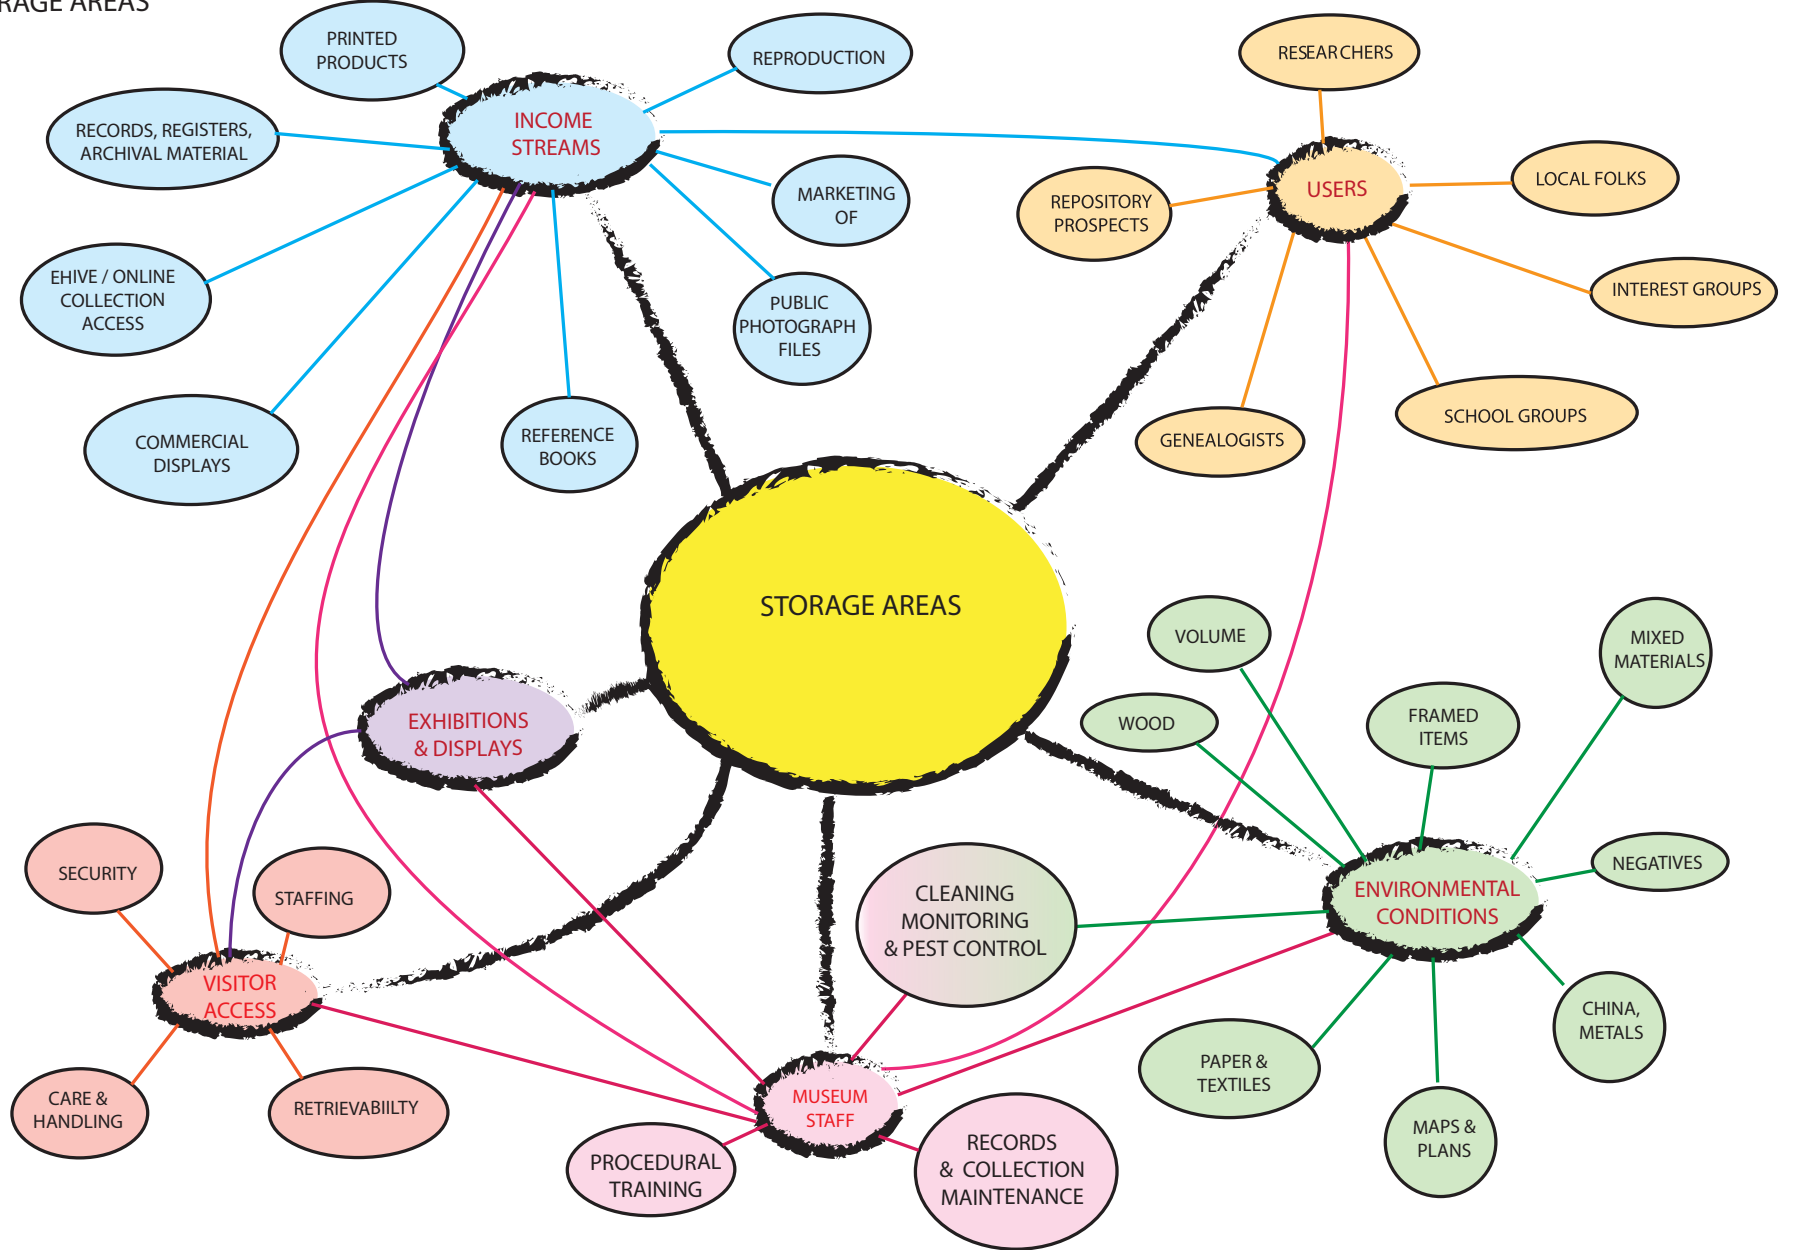 RAGE AREAS
PRINTED
PRODUCTS
REPRODUCTION
RECORDS, REGISTERS,
ARCHIVAL MATERIAL
INCOME
STREAMS
MARKETING
OF
EHIVE / ONLINE
COLLECTION
ACCESS
PUBLIC
PHOTOGRAPH
FILES
COMMERCIAL
DISPLAYS
REFERENCE
BOOKS
RESEARCHERS
USERS
LOCAL FOLKS
REPOSITORY
PROSPECTS
INTEREST GROUPS
GENEALOGISTS
SCHOOL GROUPS
STORAGE AREAS
EXHIBITIONS
& DISPLAYS
VOLUME
MIXED
MATERIALS
WOOD
FRAMED
ITEMS
NEGATIVES
ENVIRONMENTAL
CONDITIONS
CLEANING
MONITORING
& PEST CONTROL
CHINA,
METALS
PAPER &
TEXTILES
MAPS &
PLANS
SECURITY
STAFFING
VISITOR
ACCESS
CARE &
HANDLING
RETRIEVABIILTY
MUSEUM
STAFF
PROCEDURAL
TRAINING
RECORDS
& COLLECTION
MAINTENANCE